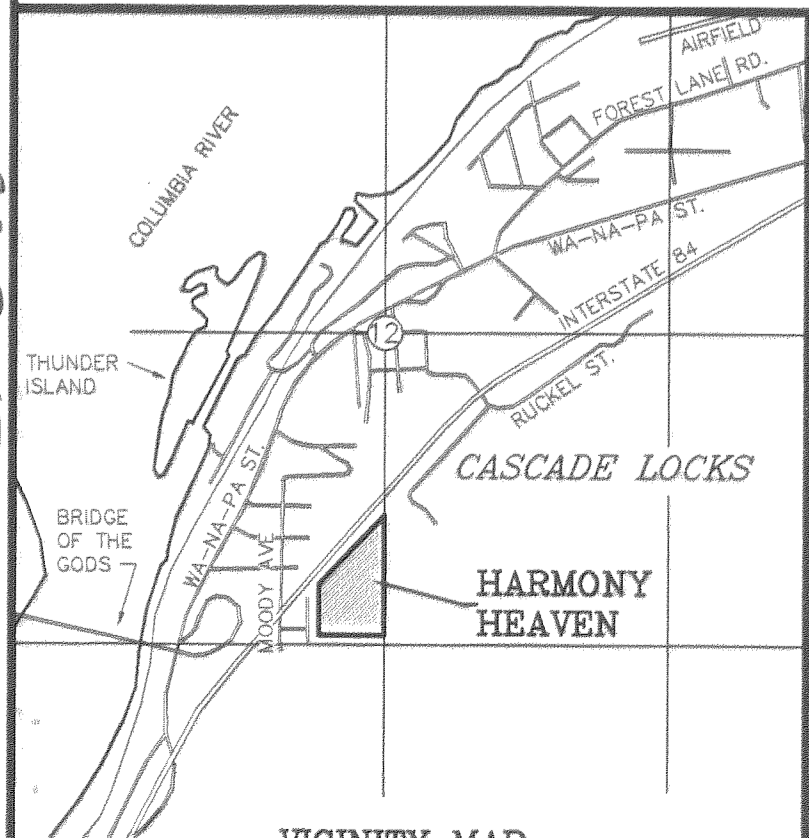 AIRFIELD
FOREST LANE RD.
COLUMBIA RIVER
WA-NA-PA ST.
INTERSTATE 84
12
THUNDER
ISLAND
RUCKEL ST.
CASCADE LOCKS
WA-NA-PA ST.
BRIDGE
OF THE
GODS
MOODY AVE
HARMONY
HEAVEN
VICINITY MAP